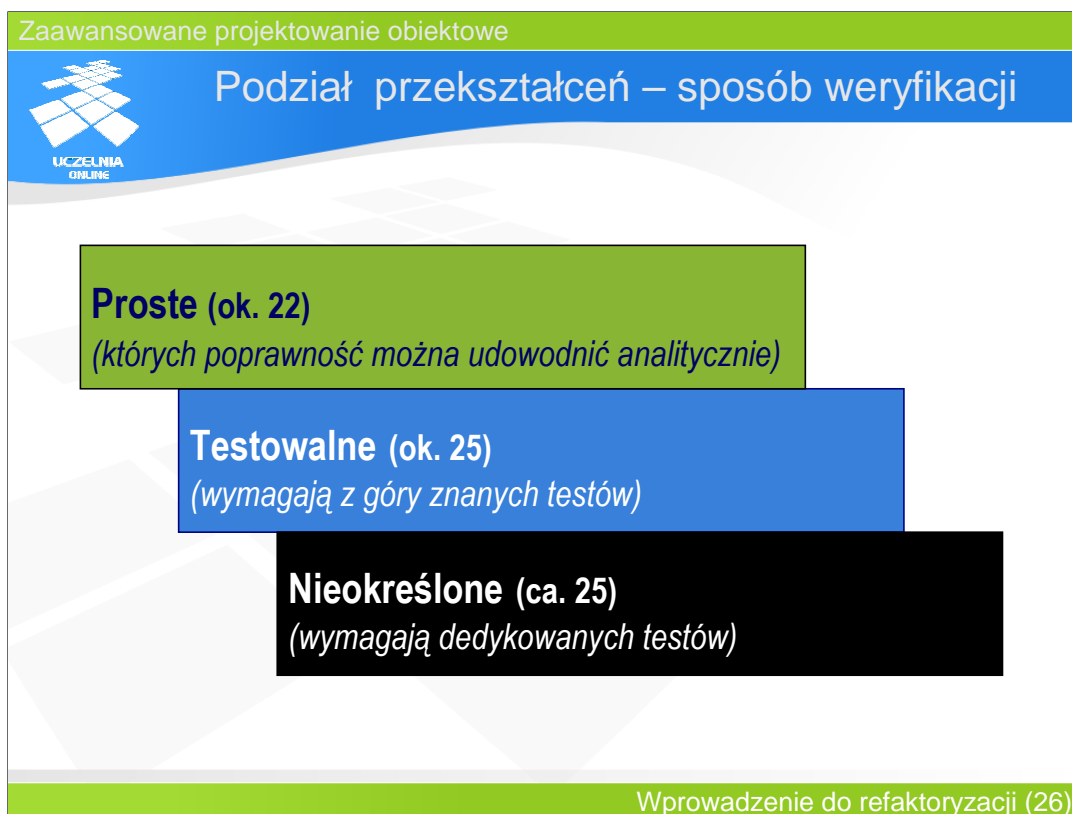 Zaawansowane projektowanie obiektowe
Podział przekształceń – sposób weryfikacji
UCZELNIA
ONLINE
Proste (ok. 22)
(których poprawność można udowodnić analitycznie)
Testowalne (ok. 25)
(wymagają z góry znanych testów)
Nieokreślone (ca. 25)
(wymagają dedykowanych testów)
Wprowadzenie do refaktoryzacji (26)